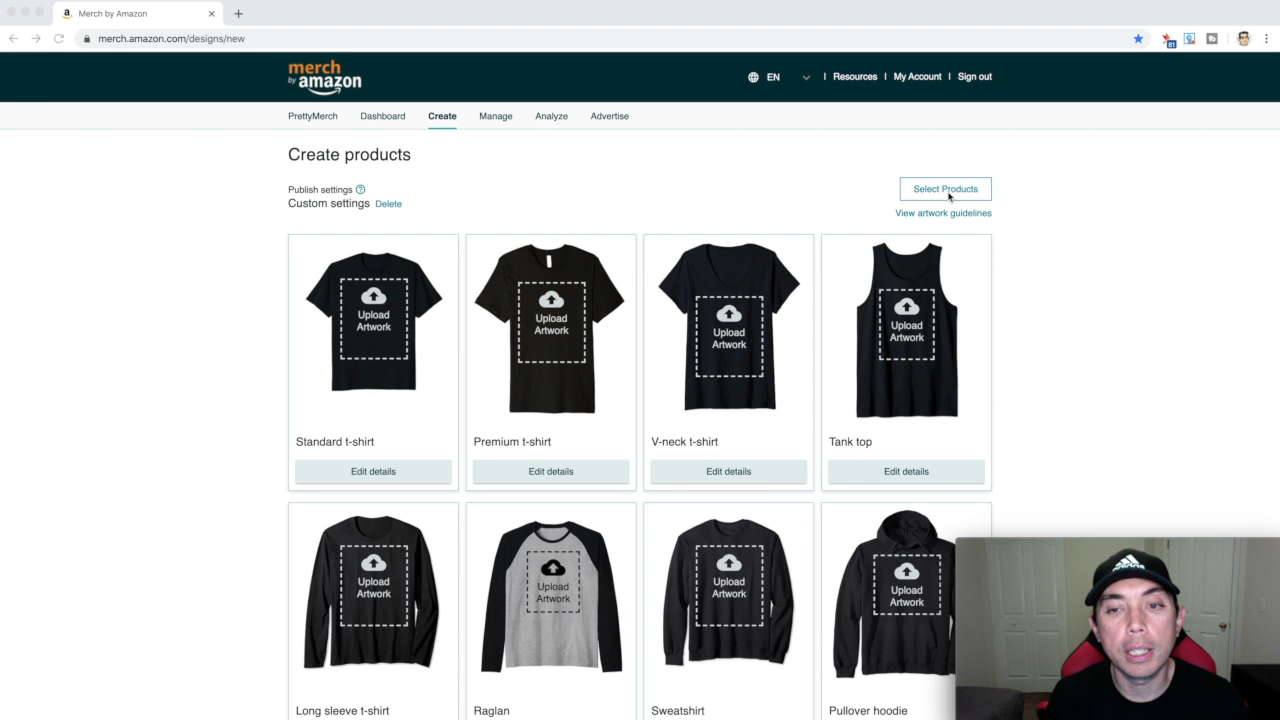 Merch by Amazon
merch.amazon.com/designs/new
81
merch
by amazon
EN
Resources
My Account
Sign out
PrettyMerch
Dashboard
Create
Manage
Analyze
Advertise
Create products
Publish settings ?
Custom settings Delete
Select Products
View artwork guidelines
Upload
Artwork
Upload
Artwork
Upload
Artwork
Upload
Artwork
Standard t-shirt
Premium t-shirt
V-neck t-shirt
Tank top
Edit details
Edit details
Edit details
Edit details
Upload
Artwork
Upload
Artwork
Upload
Artwork
Upload
Artwork
Long sleeve t-shirt
Raglan
Sweatshirt
Pullover hoodie
adidas